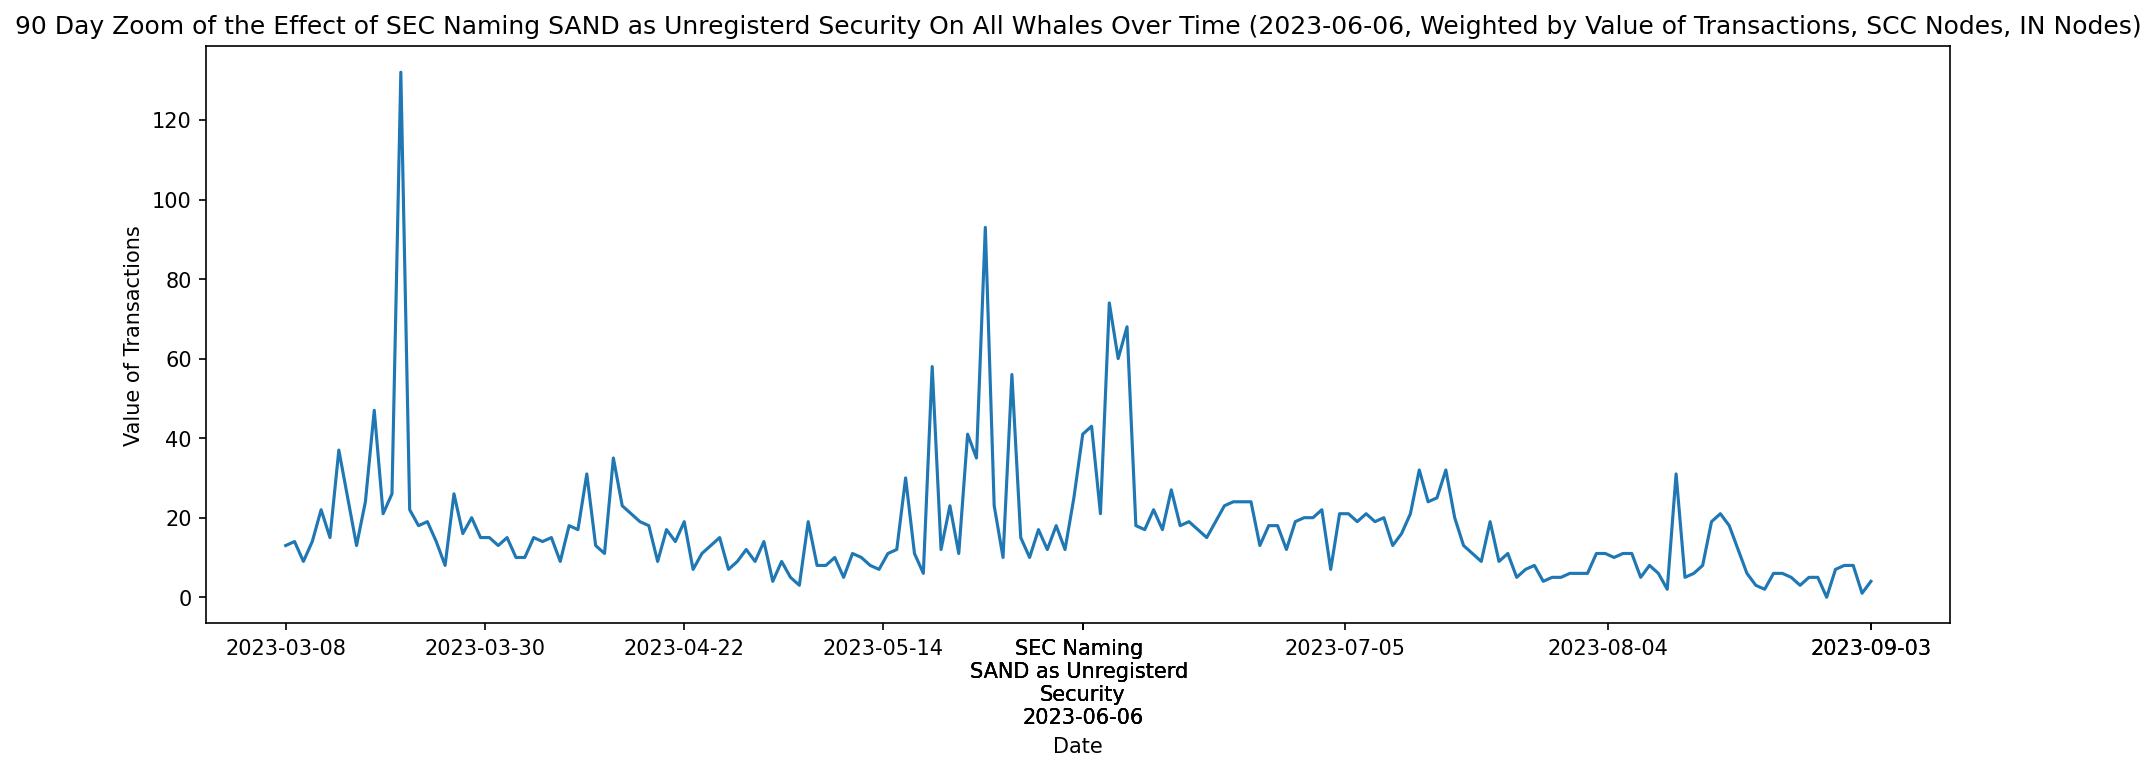 90 Day Zoom of the Effect of SEC Naming SAND as Unregisterd Security On All Whales Over Time (2023-06-06, Weighted by Value of Transactions, SCC Nodes, IN Nodes)
Value of Transactions
120
100
80
60
40
20
0
2023-03-08
2023-03-30
2023-04-22
2023-05-14
SEC Naming
SAND as Unregisterd
Security
2023-06-06
2023-07-05
2023-08-04
2023-09-03
Date